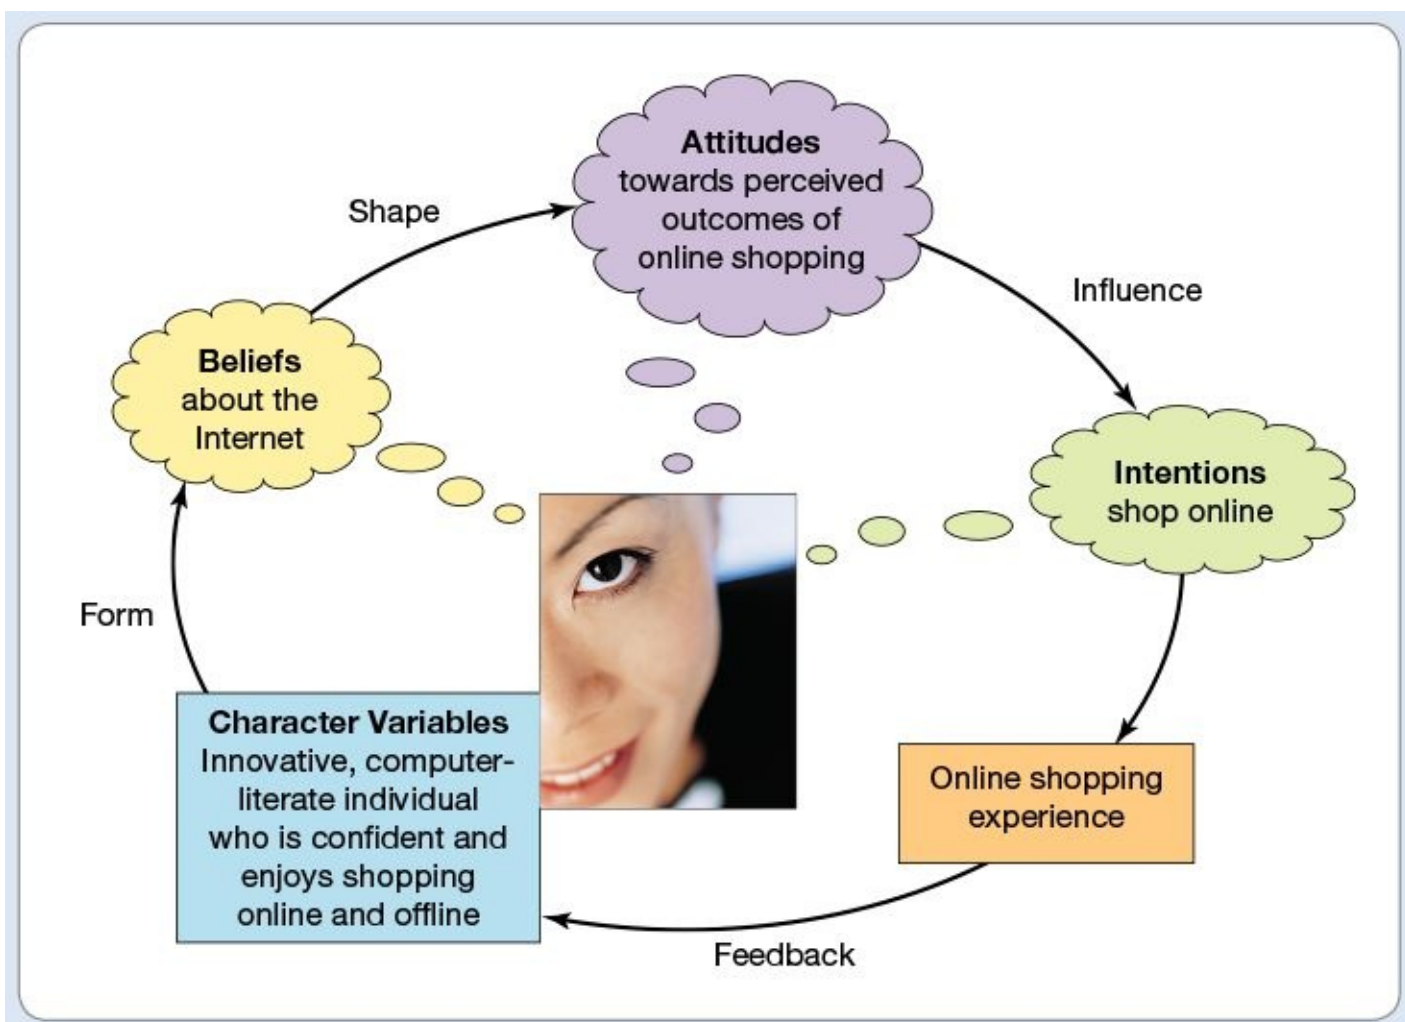 Attitudes
towards perceived
outcomes of
online shopping
Shape
Influence
Beliefs
about the
Internet
Intentions
shop online
Form
Character Variables
Innovative, computer-
literate individual
who is confident and
enjoys shopping
online and offline
Online shopping
experience
Feedback